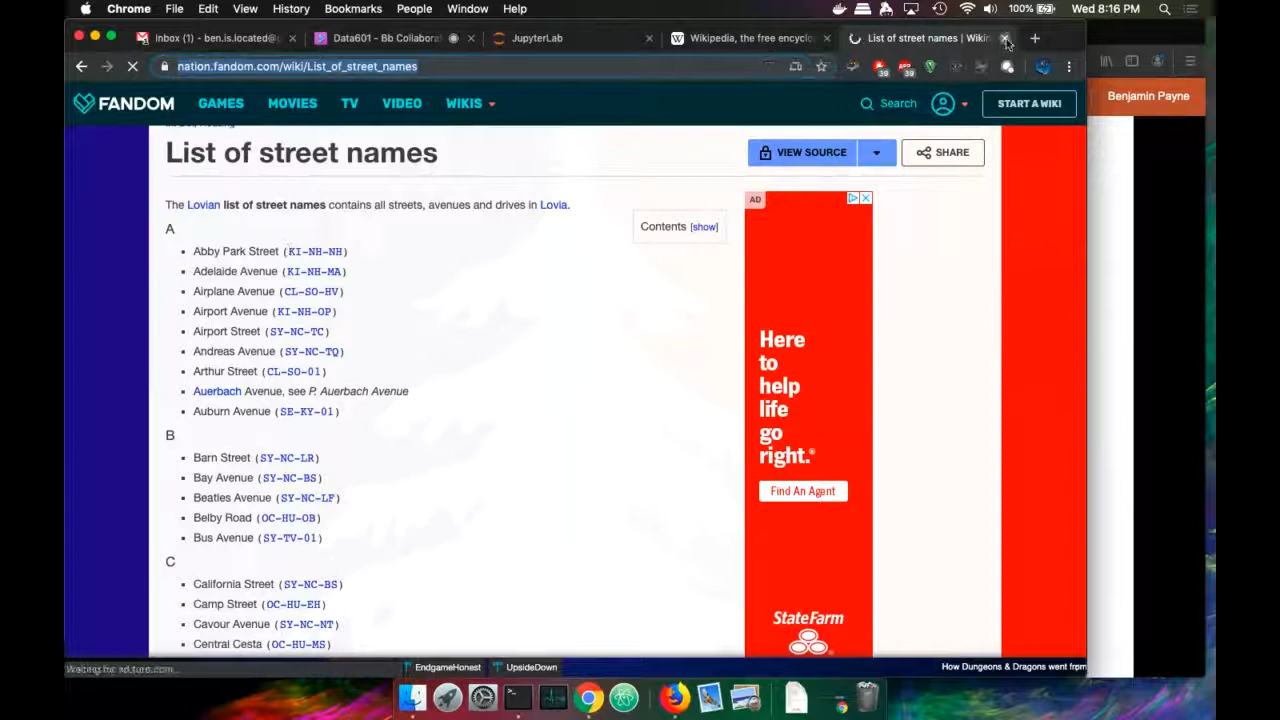 Chrome File Edit View History Bookmarks People Window Help 100% Wed 8:16 PM
Inbox (1) - ben.is.located@g Data601 - Bb Collabora JupyterLab Wikipedia, the free encyclo List of street names | Wikin
nation.fandom.com/wiki/List_of_street_names 39 39
Benjamin Payne
FANDOM GAMES MOVIES TV VIDEO WIKIS Search START A WIKI
List of street names
VIEW SOURCE SHARE
The Lovian list of street names contains all streets, avenues and drives in Lovia.
Contents [show]
A
Abby Park Street (KI-NH-NH)
Adelaide Avenue (KI-NH-MA)
Airplane Avenue (CL-SO-HV)
Airport Avenue (KI-NH-OP)
Airport Street (SY-NC-TC)
Andreas Avenue (SY-NC-TQ)
Arthur Street (CL-SO-01)
Auerbach Avenue, see P. Auerbach Avenue
Auburn Avenue (SE-KY-01)
B
Barn Street (SY-NC-LR)
Bay Avenue (SY-NC-BS)
Beatles Avenue (SY-NC-LF)
Belby Road (OC-HU-OB)
Bus Avenue (SY-TV-01)
C
California Street (SY-NC-BS)
Camp Street (OC-HU-EH)
Cavour Avenue (SY-NC-NT)
Central Cesta (OC-HU-MS)
AD
Here
to
help
life
go
right.®
Find An Agent
StateFarm
EndgameHonest UpsideDown How Dungeons & Dragons went from